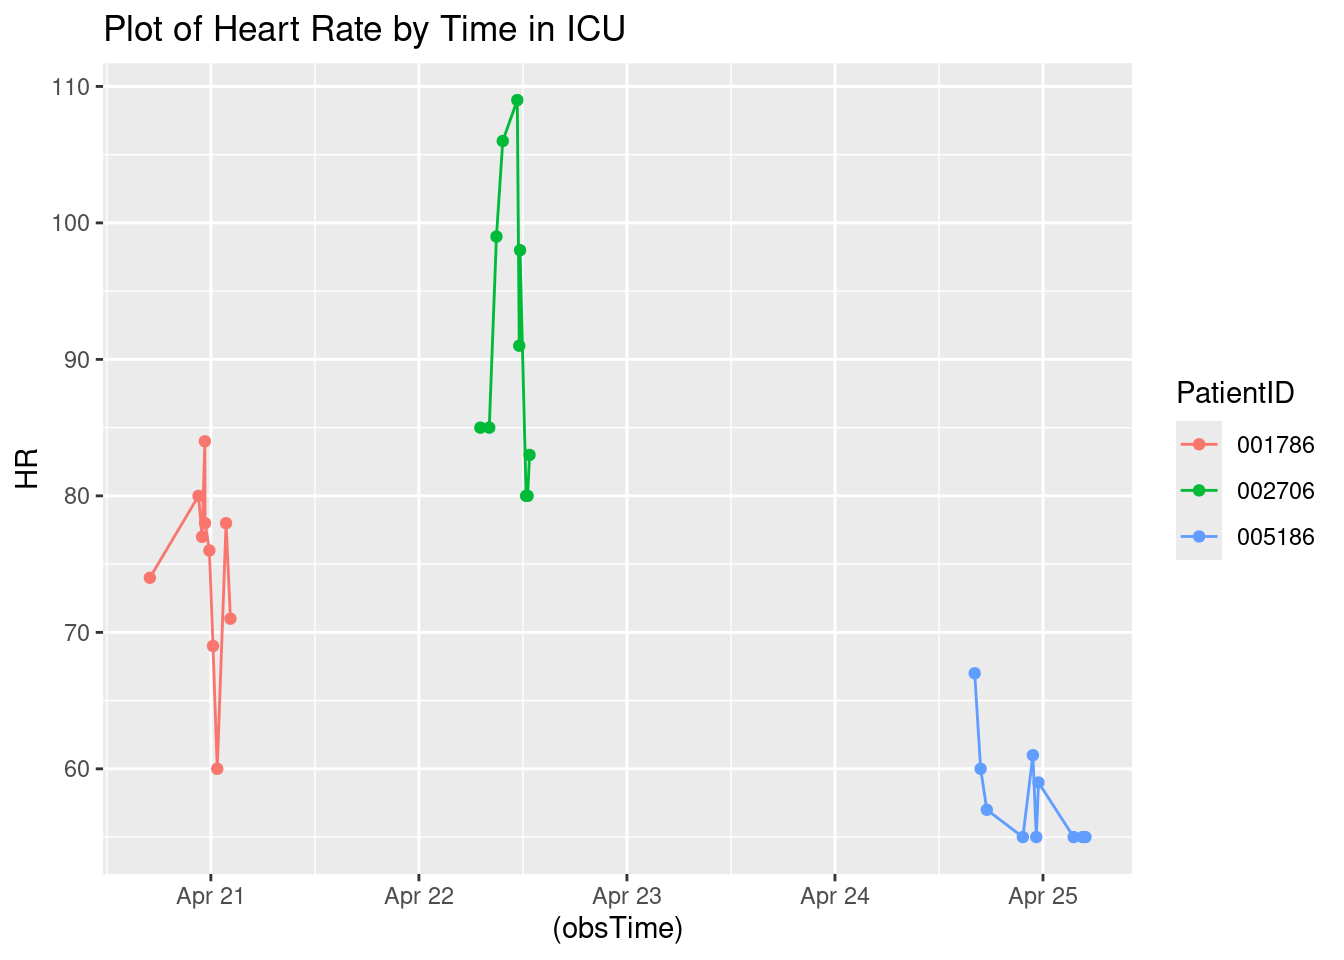 Plot of Heart Rate by Time in ICU
HR
110
100
90
80
70
60
Apr 21
Apr 22
Apr 23
Apr 24
Apr 25
(obsTime)
PatientID
001786
002706
005186